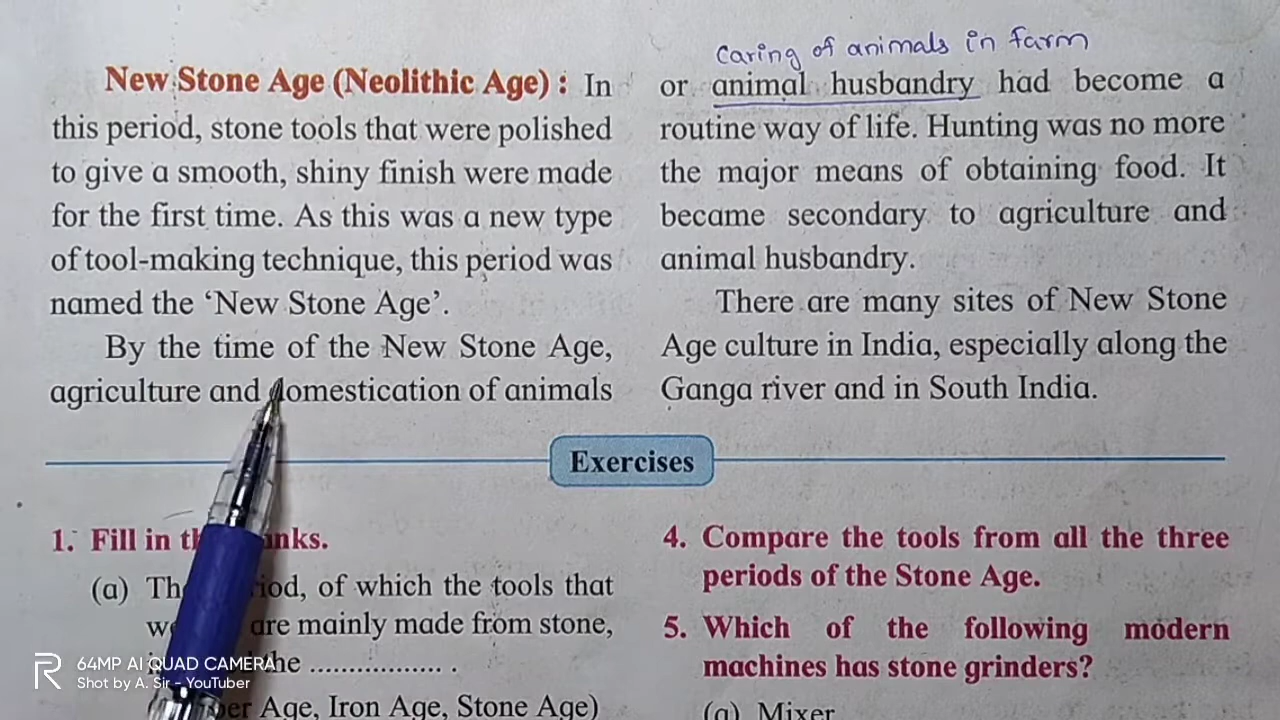 New Stone Age (Neolithic Age) : In
this period, stone tools that were polished
to give a smooth, shiny finish were made
for the first time. As this was a new type
of tool-making technique, this period was
named the ‘New Stone Age’.
By the time of the New Stone Age,
agriculture and domestication of animals
caring of animals in farm
or animal husbandry had become a
routine way of life. Hunting was no more
the major means of obtaining food. It
became secondary to agriculture and
animal husbandry.
There are many sites of New Stone
Age culture in India, especially along the
Ganga river and in South India.
Exercises
1. Fill in
(a) of which the tools that
are mainly made from stone,
.................. .
Age, Iron Age, Stone Age)
4. Compare the tools from all the three
periods of the Stone Age.
5. Which of the following modern
machines has stone grinders?
(a) Mixer
64MP AI QUAD CAMERA
Shot by A. Sir - YouTuber